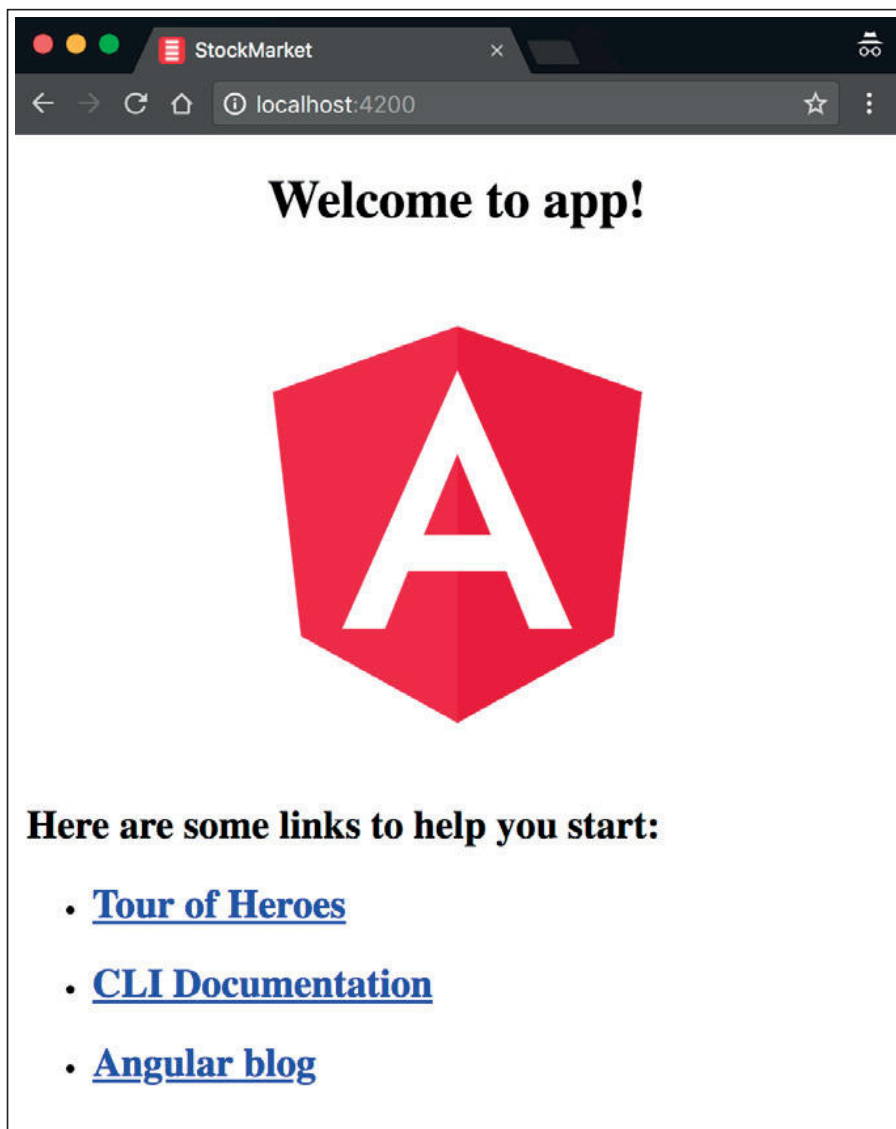 StockMarket
localhost:4200
Welcome to app!
A
Here are some links to help you start:
• Tour of Heroes
• CLI Documentation
• Angular blog